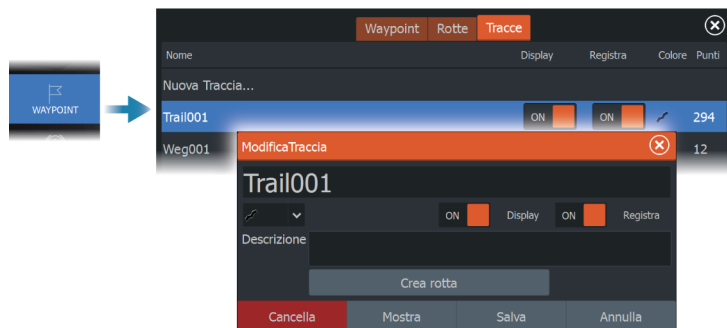 Waypoint Rotte Tracce
Nome Display Registra Colore Punti
Nuova Traccia...
WAYPOINT
Trail001 ON ON 294
Weg001 12
ModificaTraccia
Trail001
ON Display ON Registra
Descrizione
Crea rotta
Cancella Mostra Salva Annulla